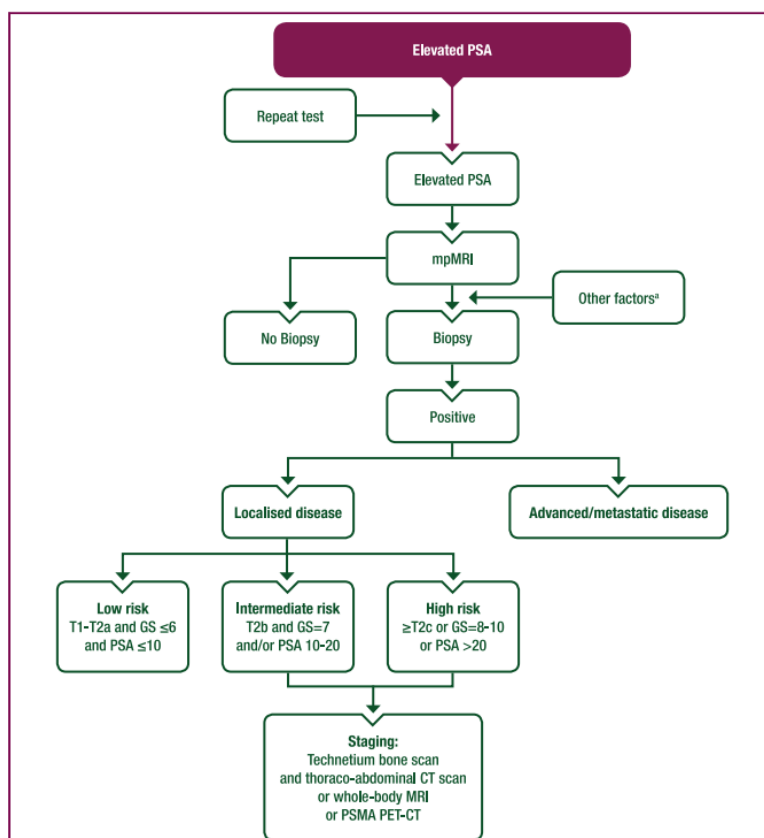 Elevated PSA
Repeat test
Elevated PSA
mpMRI
Other factorsª
No Biopsy
Biopsy
Positive
Localised disease
Advanced/metastatic disease
Low risk
T1-T2a and GS ≤6
and PSA ≤10
Intermediate risk
T2b and GS=7
and/or PSA 10-20
High risk
≥T2c or GS=8-10
or PSA >20
Staging:
Technetium bone scan
and thoraco-abdominal CT scan
or whole-body MRI
or PSMA PET-CT